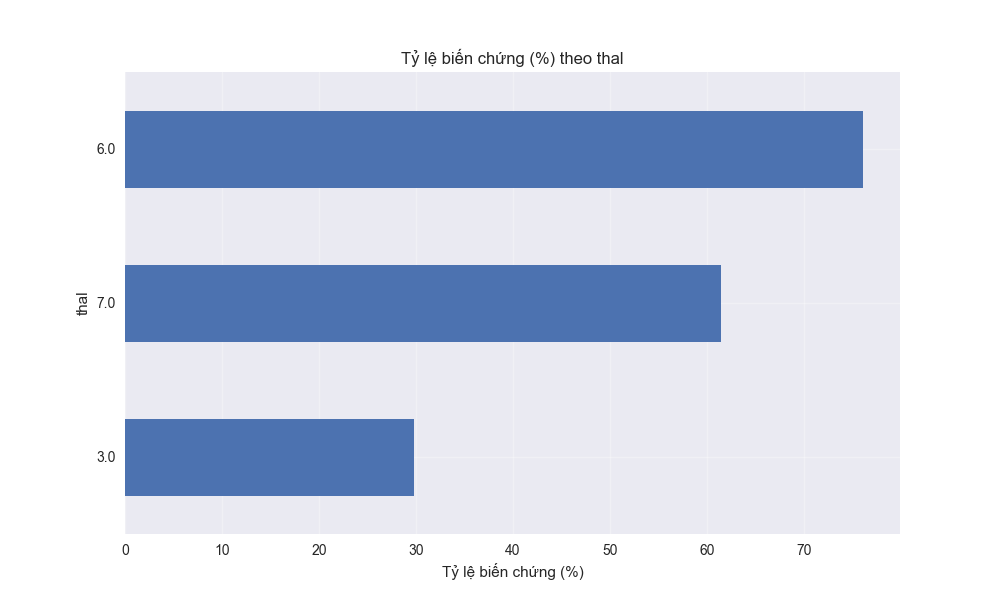 Tỷ lệ biến chứng (%) theo thal
6.0
7.0
3.0
thal
0 10 20 30 40 50 60 70
Tỷ lệ biến chứng (%)